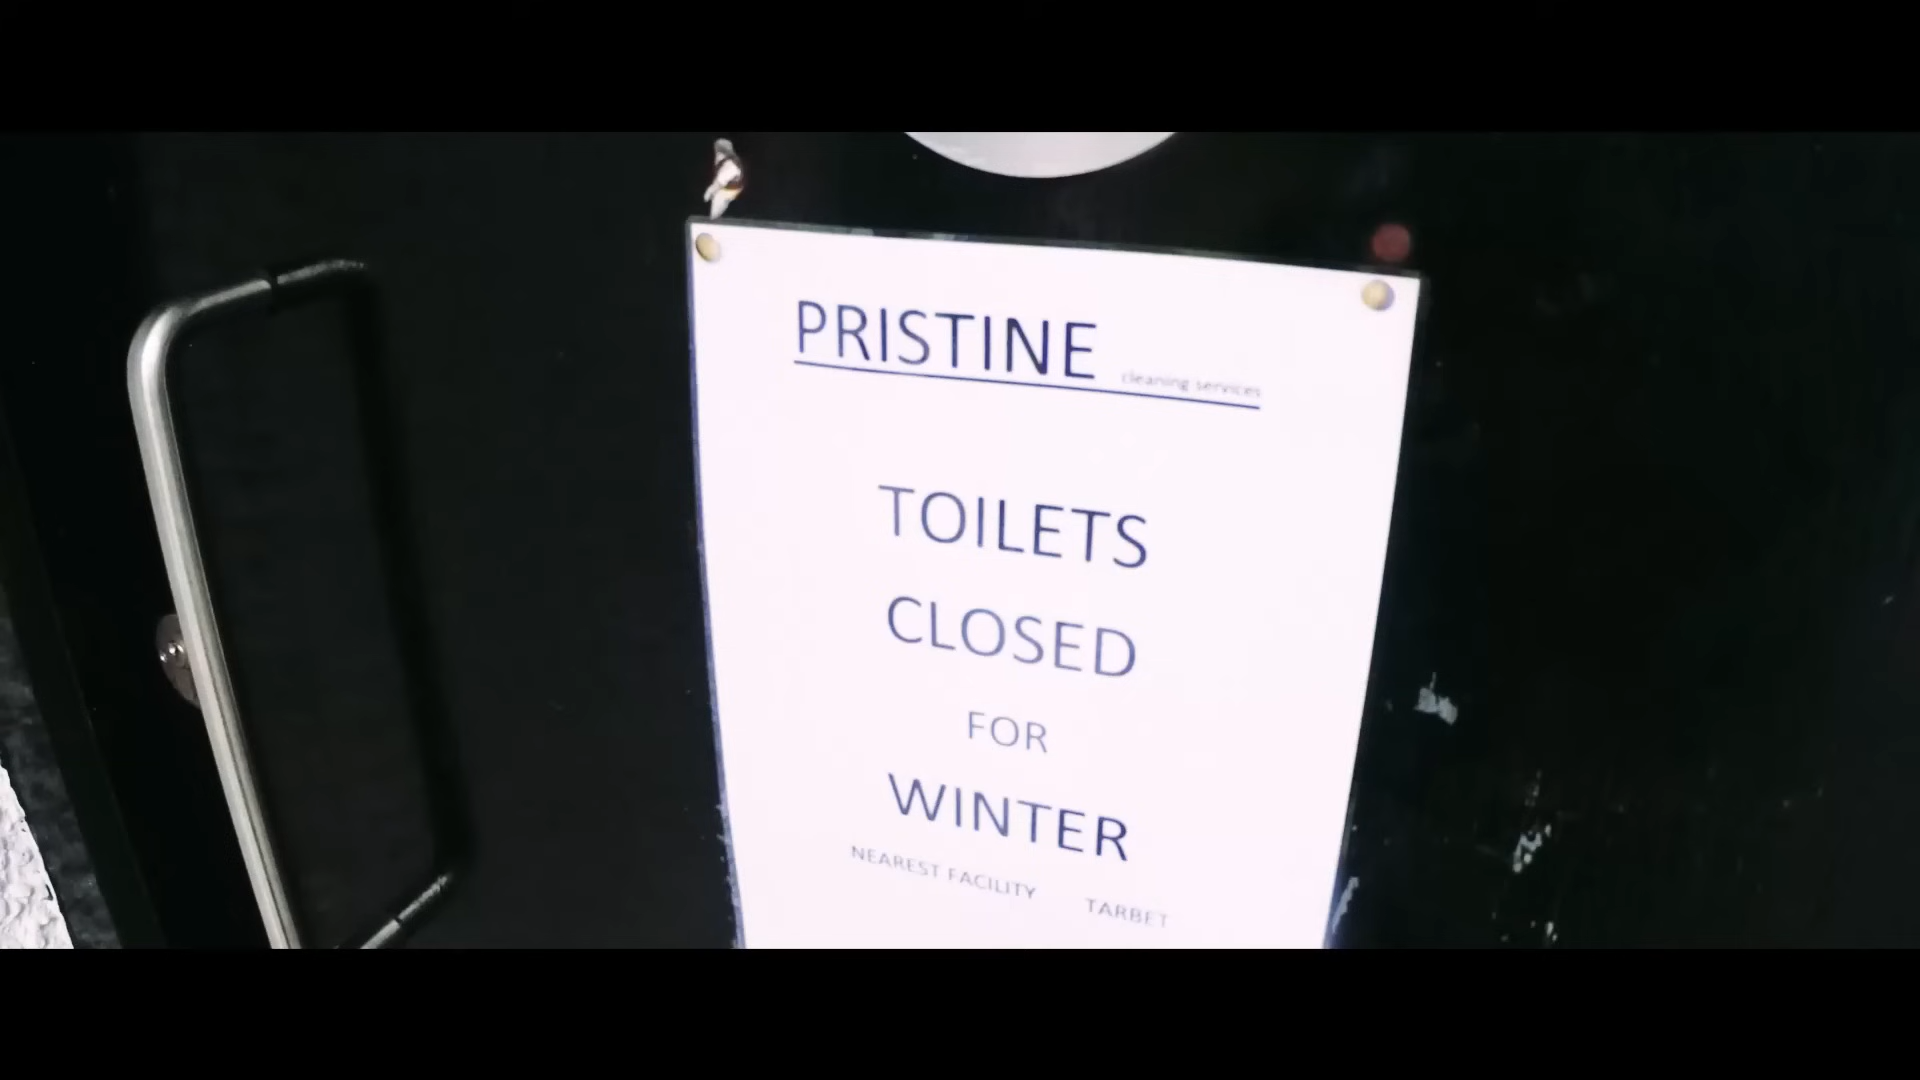 PRISTINE cleaning services
TOILETS
CLOSED
FOR
WINTER
NEAREST FACILITY TARBET